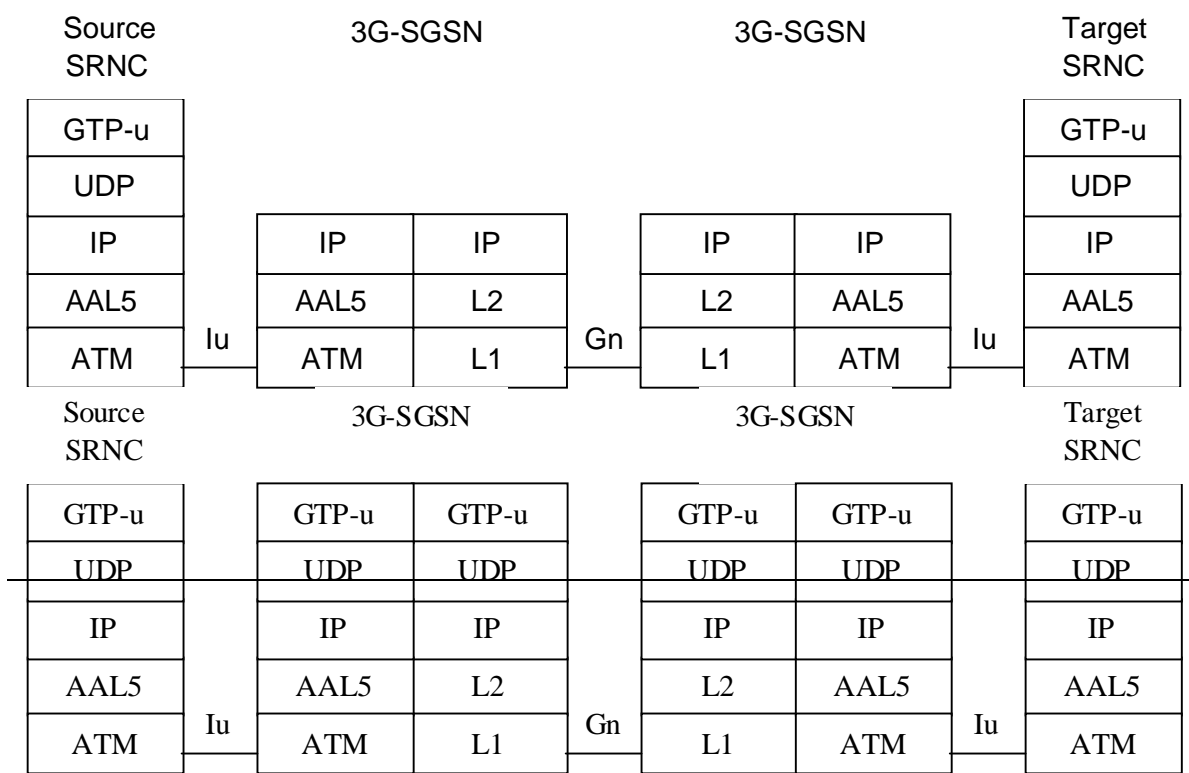 Source 3G-SGSN 3G-SGSN Target
SRNC SRNC
GTP-u GTP-u
UDP UDP
IP IP IP IP IP IP
AAL5 AAL5 L2 L2 AAL5 AAL5
ATM Iu ATM L1 Gn L1 ATM Iu ATM
Source 3G-SGSN 3G-SGSN Target
SRNC SRNC
GTP-u GTP-u GTP-u GTP-u GTP-u GTP-u
UDP UDP UDP UDP UDP UDP
IP IP IP IP IP IP
AAL5 AAL5 L2 L2 AAL5 AAL5
ATM Iu ATM L1 Gn L1 ATM Iu ATM